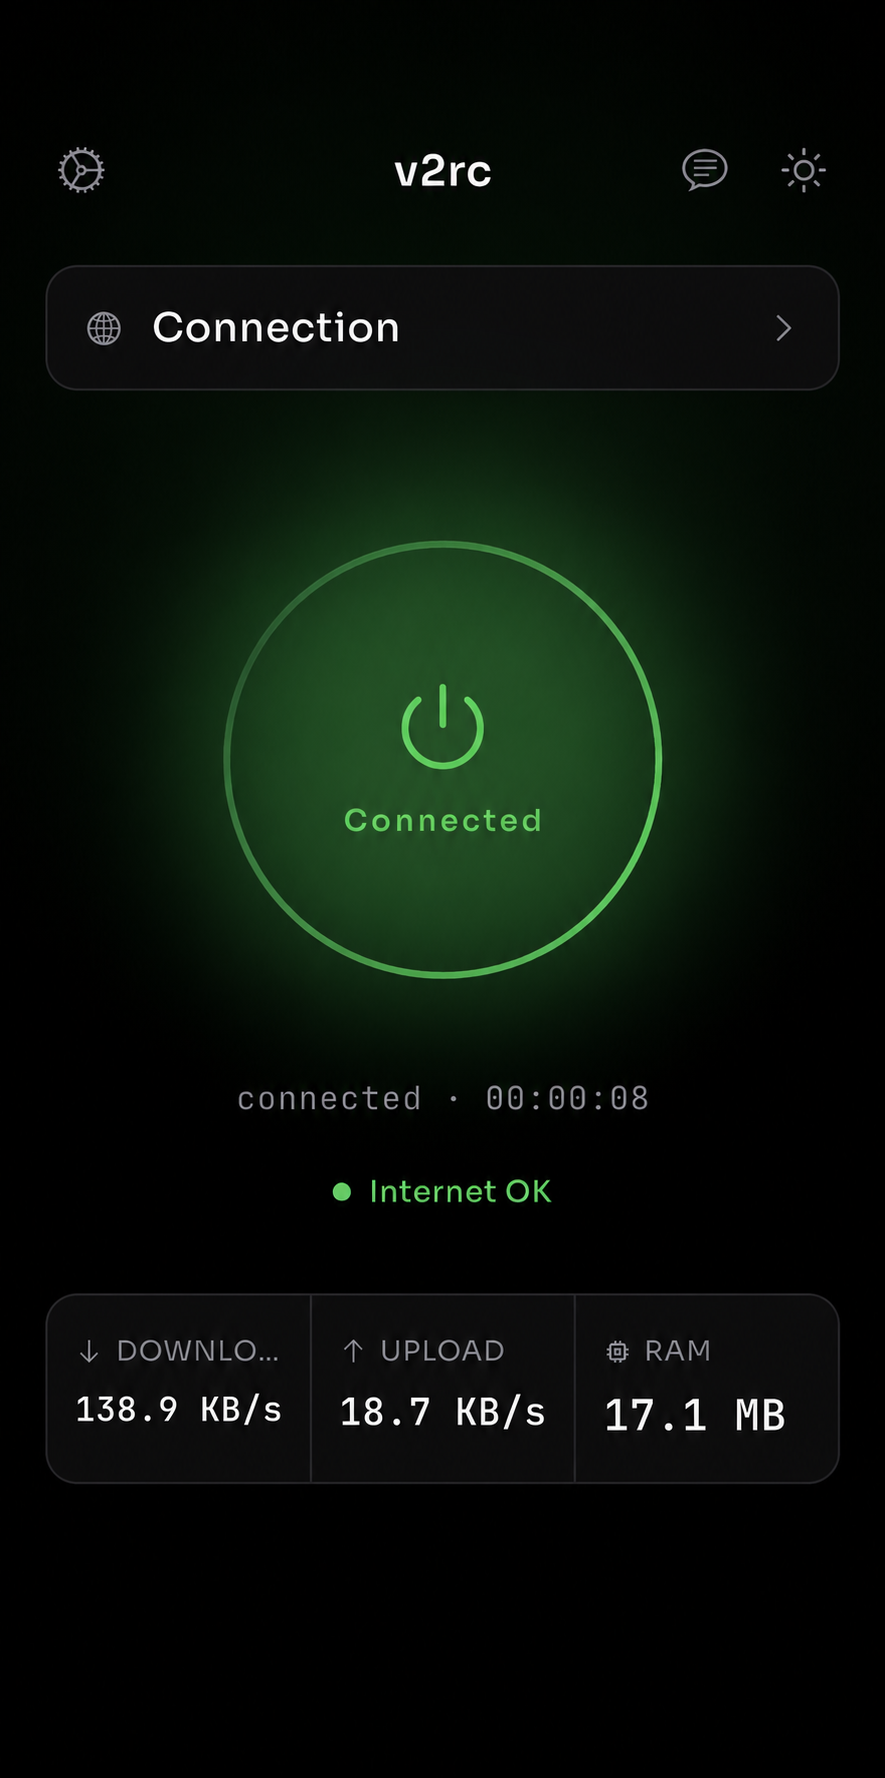 v2rc
Connection
Connected
connected · 00:00:08
Internet OK
DOWNLO... UPLOAD RAM
138.9 KB/s 18.7 KB/s 17.1 MB